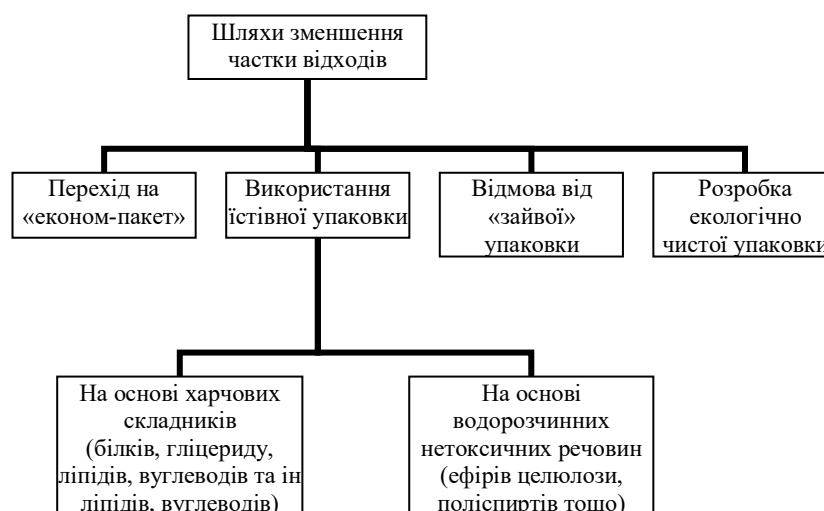 Шляхи зменшення
частки відходів
Перехід на
«економ-пакет»
Використання
їстівної упаковки
Відмова від
«зайвої»
упаковки
Розробка
екологічно
чистої упаковки
На основі харчових
складників
(білків, гліцериду,
ліпідів, вуглеводів та ін
ліпідів, вуглеводів)
На основі
водорозчинних
нетоксичних речовин
(ефірів целюлози,
поліспиртів тощо)